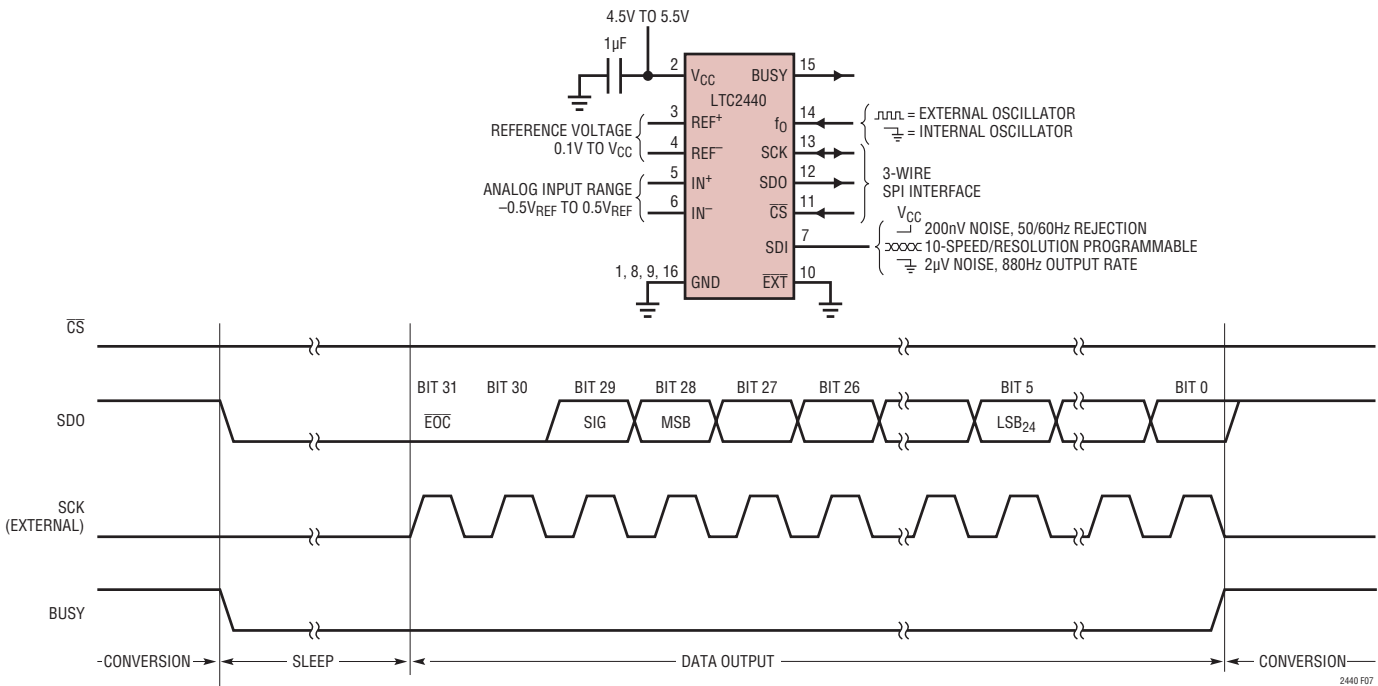 4.5V TO 5.5V
1µF
2
VCC
BUSY
15
LTC2440
REFERENCE VOLTAGE
0.1V TO VCC
3
REF+
4
REF–
fO
14
= EXTERNAL OSCILLATOR
= INTERNAL OSCILLATOR
ANALOG INPUT RANGE
–0.5VREF TO 0.5VREF
5
IN+
6
IN–
SCK
13
SDO
12
CS
11
3-WIRE
SPI INTERFACE
SDI
7
VCC
200nV NOISE, 50/60Hz REJECTION
10-SPEED/RESOLUTION PROGRAMMABLE
2µV NOISE, 880Hz OUTPUT RATE
1, 8, 9, 16
GND
EXT
10
CS
BIT 31 BIT 30 BIT 29 BIT 28 BIT 27 BIT 26 BIT 5 BIT 0
SDO
EOC SIG MSB LSB24
SCK
(EXTERNAL)
BUSY
CONVERSION SLEEP DATA OUTPUT CONVERSION
2440 F07